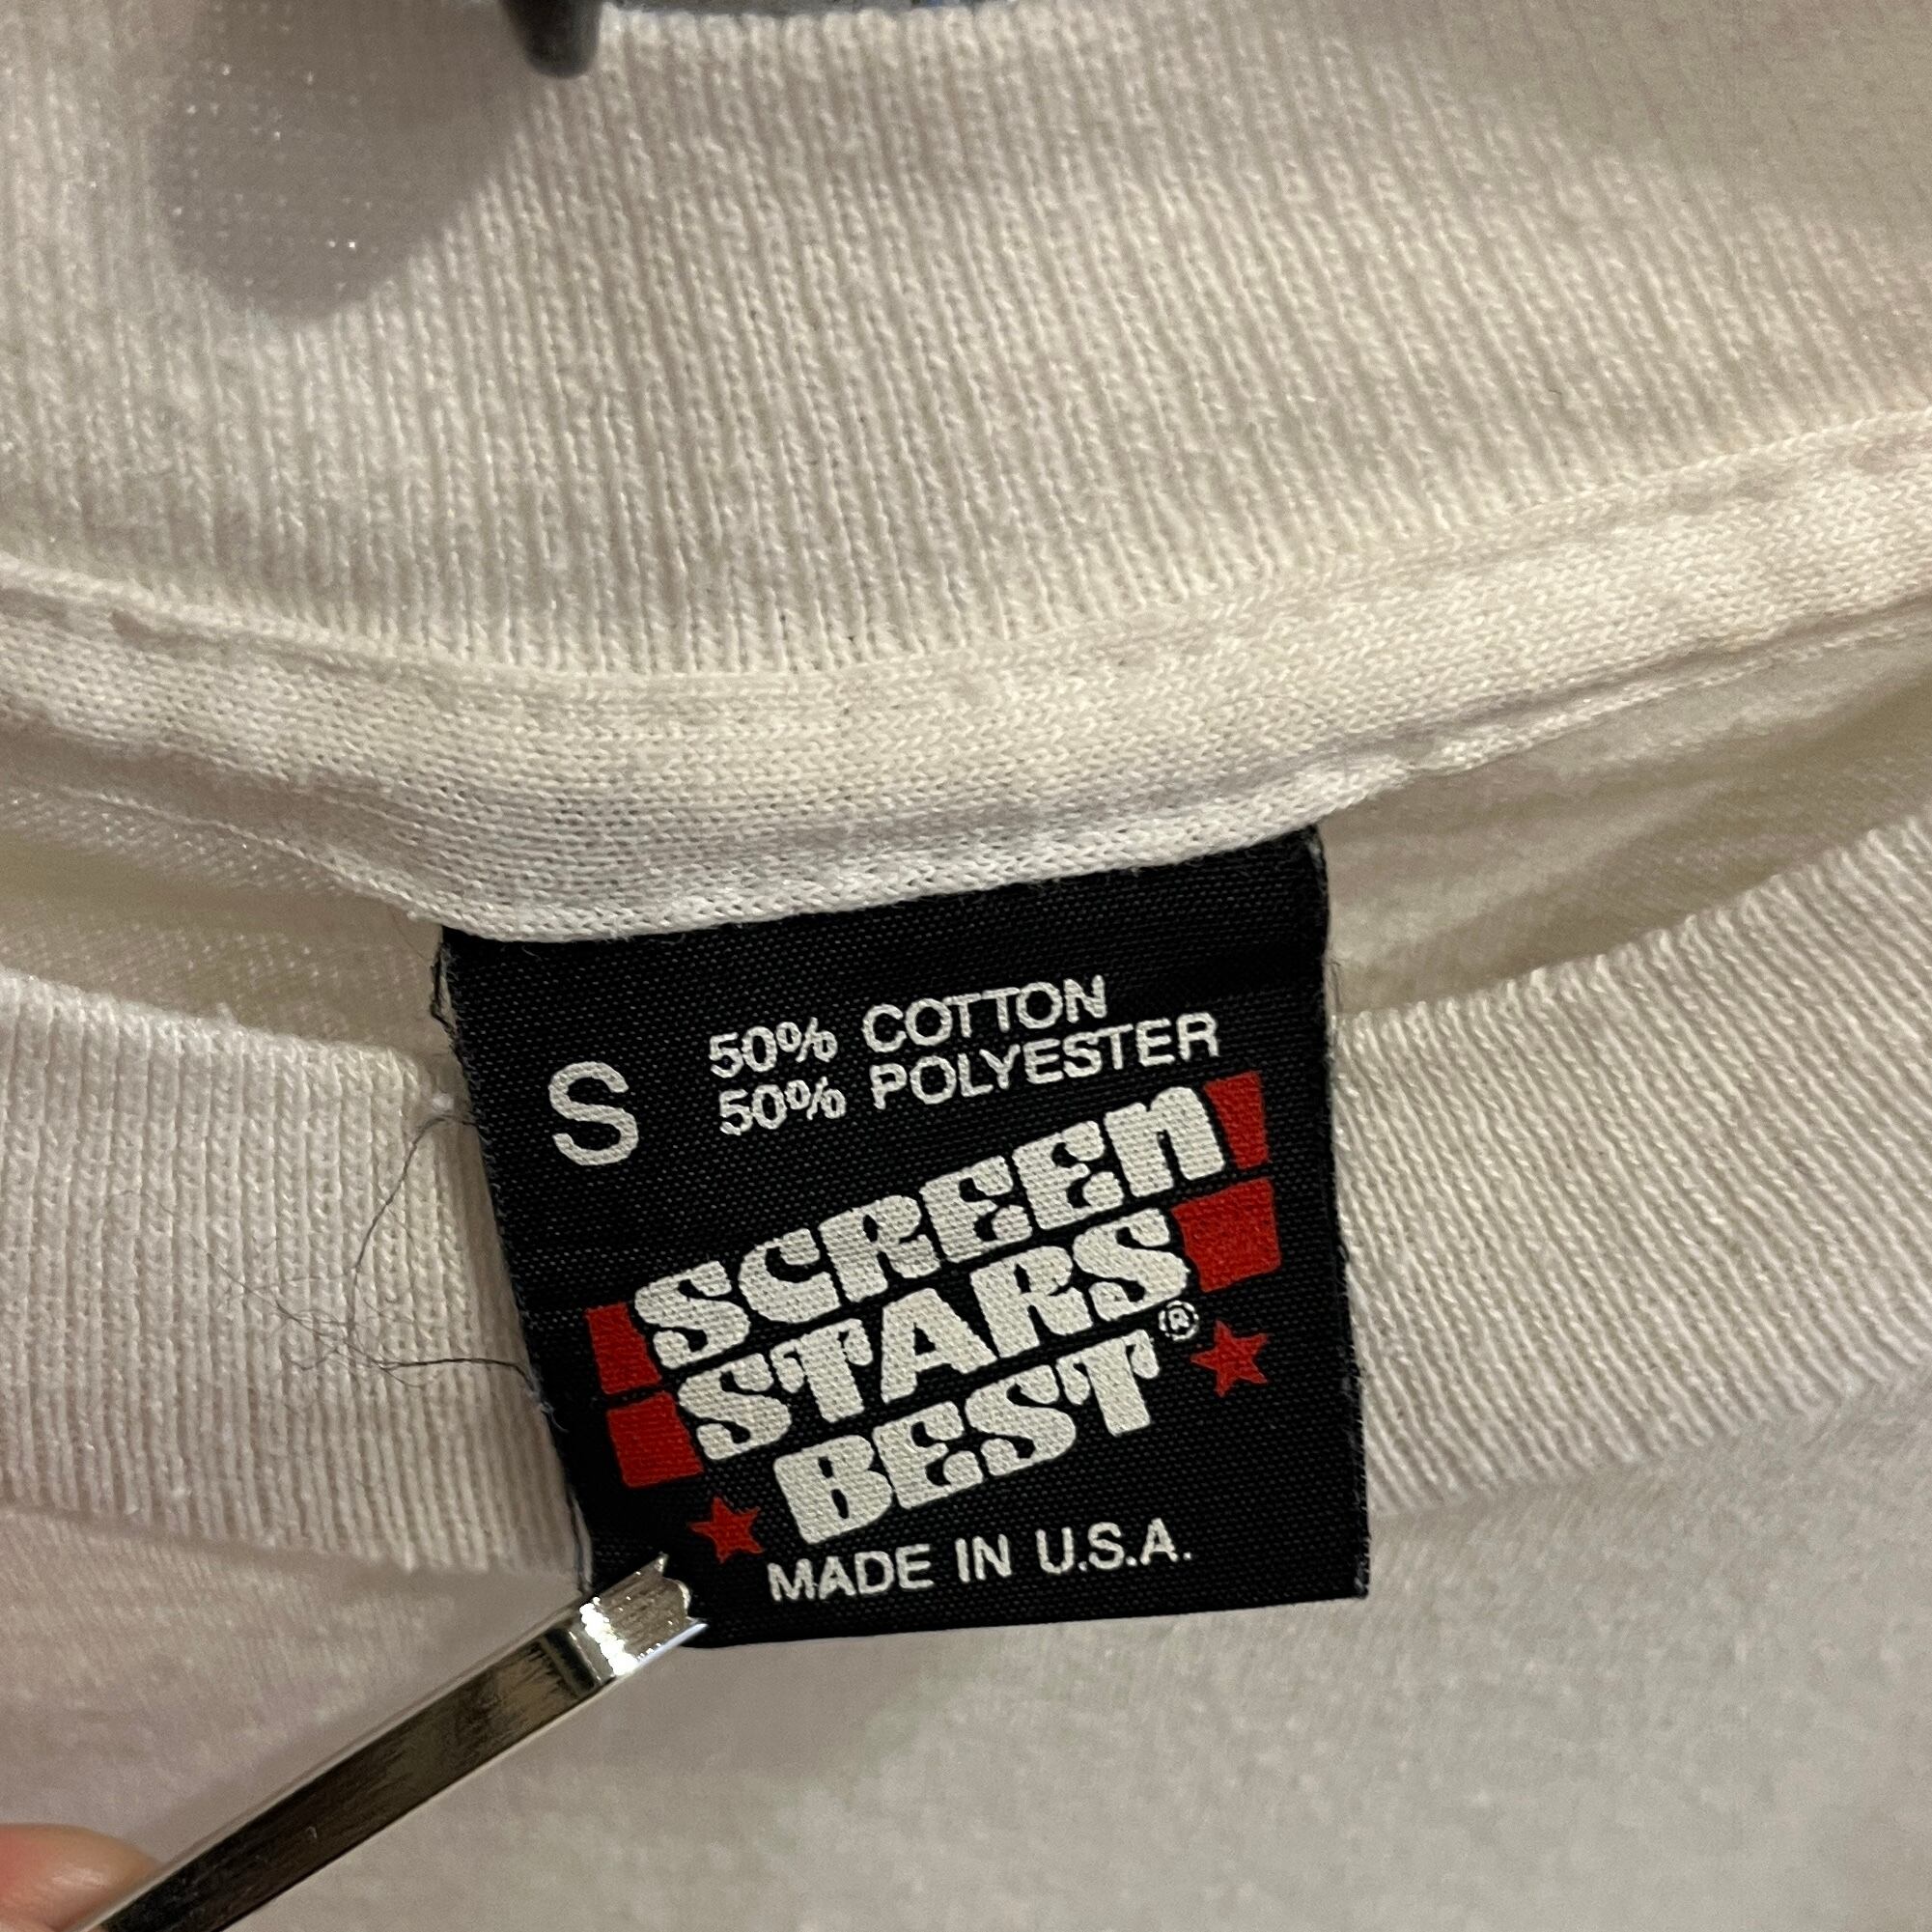 S
50% COTTON
50% POLYESTER
SCREEN
STARS
BEST®
MADE IN U.S.A.